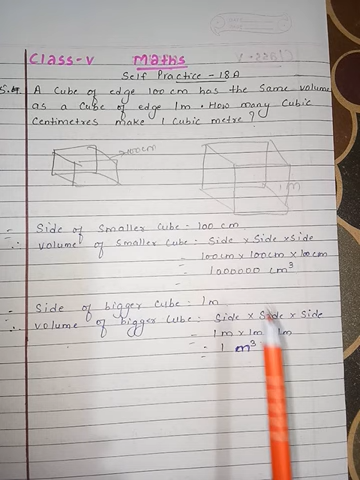 Class-V Maths
Self Practice - 18A
A Cube of edge 100 cm has the same volume
as a Cube of edge 1m. How many Cubic
Centimetres make 1 Cubic metre?
100cm
1m
- Side of Smaller Cube = 100 cm
∴ Volume of Smaller Cube = Side × Side × Side
= 100cm × 100cm × 100cm
= 1000000 cm³
- Side of bigger Cube = 1m
∴ Volume of bigger Cube = Side × Side × Side
= 1m × 1m 1m
= 1 m³